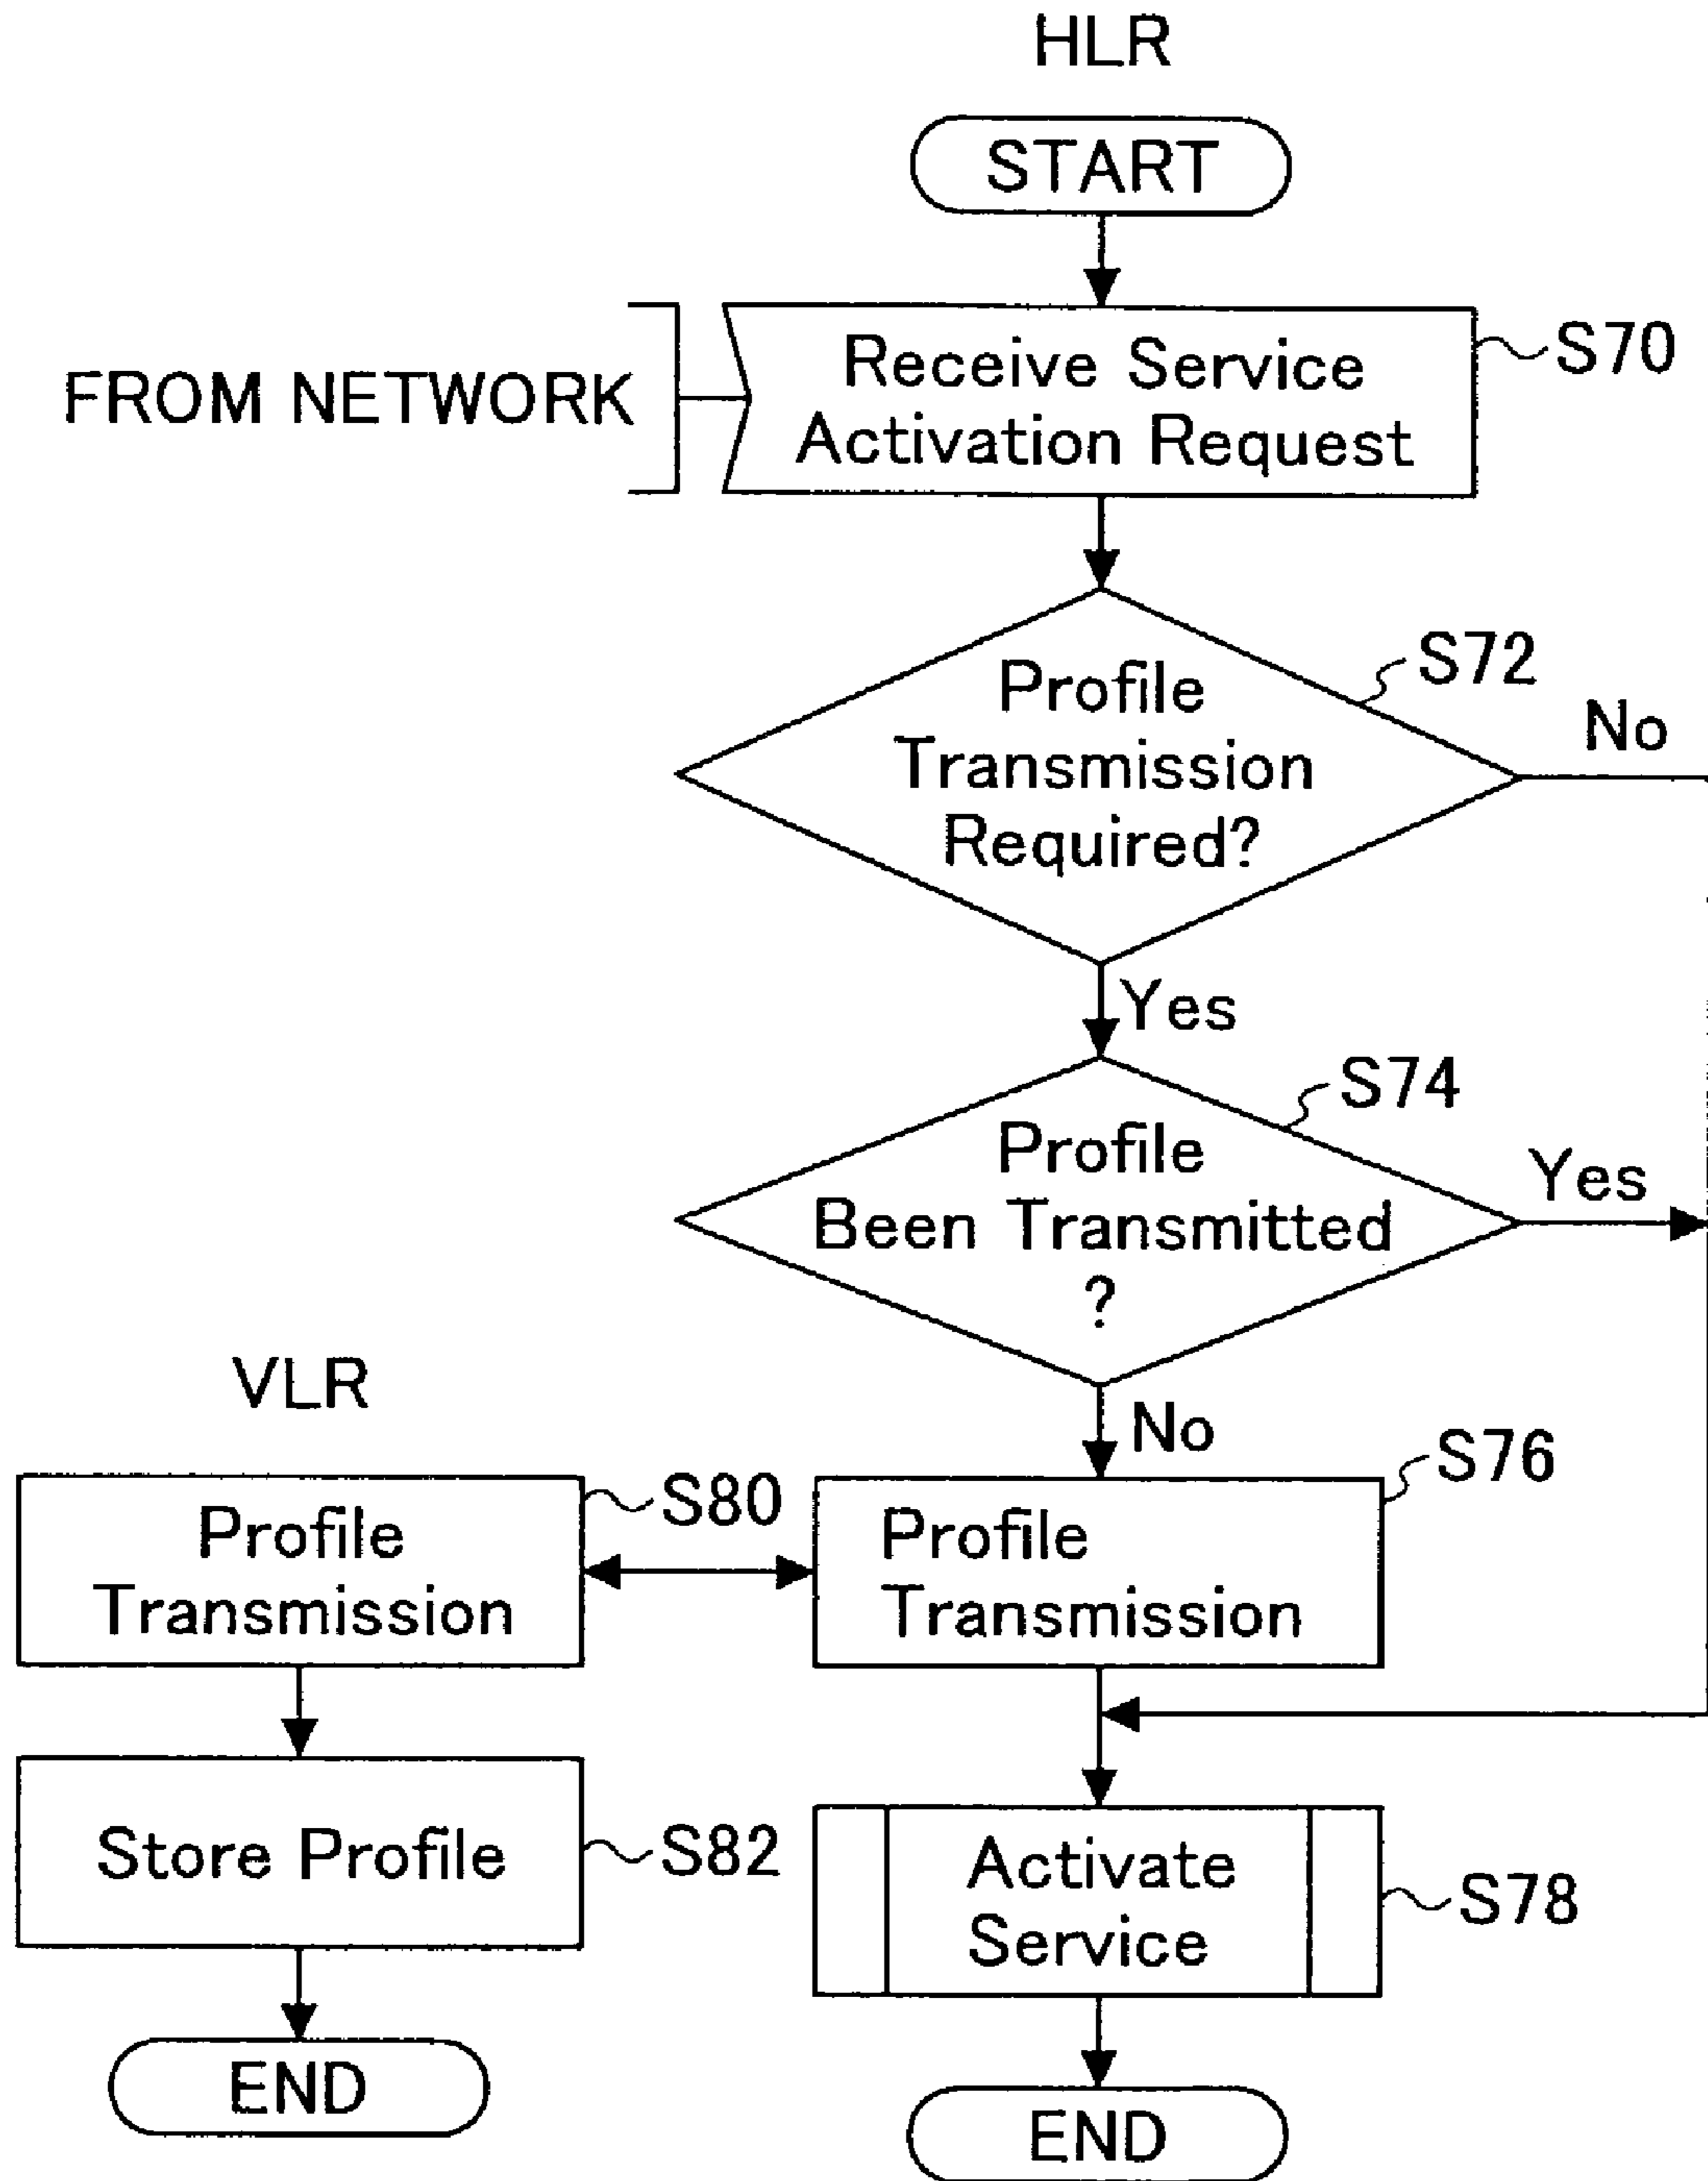 HLR
START
FROM NETWORK
Receive Service
Activation Request
S70
Profile
Transmission
Required?
S72
No
Yes
Profile
Been Transmitted
?
S74
Yes
No
VLR
Profile
Transmission
S80
Profile
Transmission
S76
Store Profile
S82
Activate
Service
S78
END
END